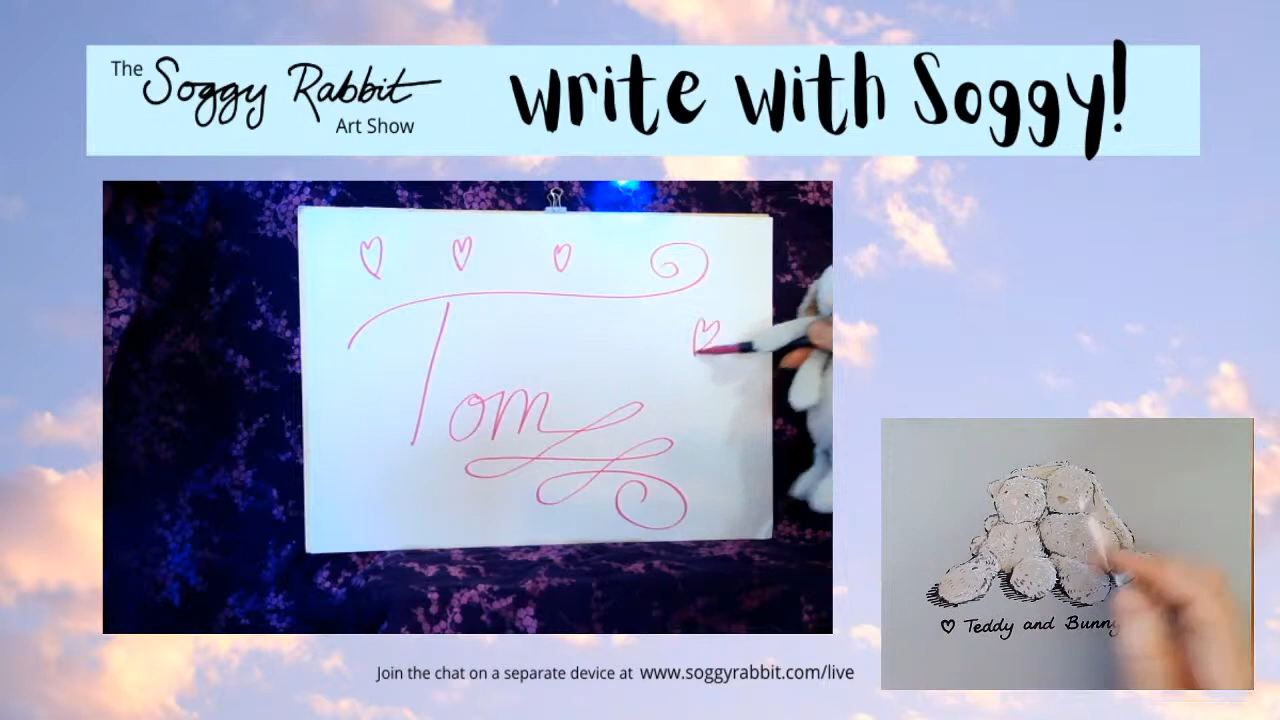 The Soggy Rabbit
Art Show
write with Soggy!
Tom
♡ Teddy and Bunny
Join the chat on a separate device at www.soggyrabbit.com/live